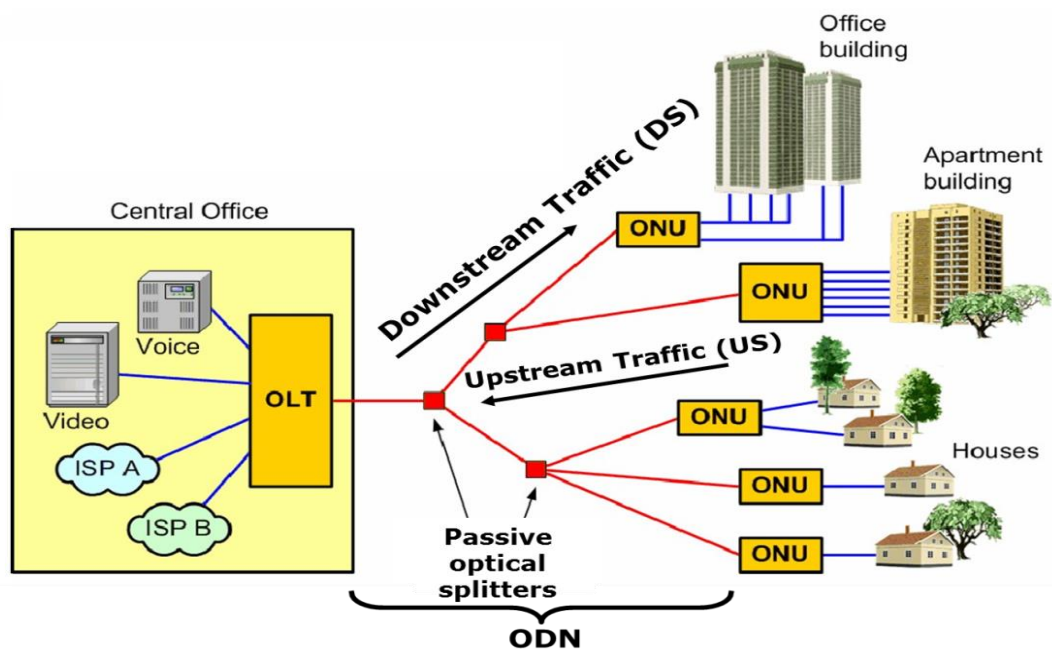 Office
building
Downstream Traffic (DS)
Apartment
building
Central Office
ONU
Voice
ONU
Upstream Traffic (US)
Video
OLT
ONU
Houses
ISP A
ONU
ISP B
Passive
optical
splitters
ONU
ODN